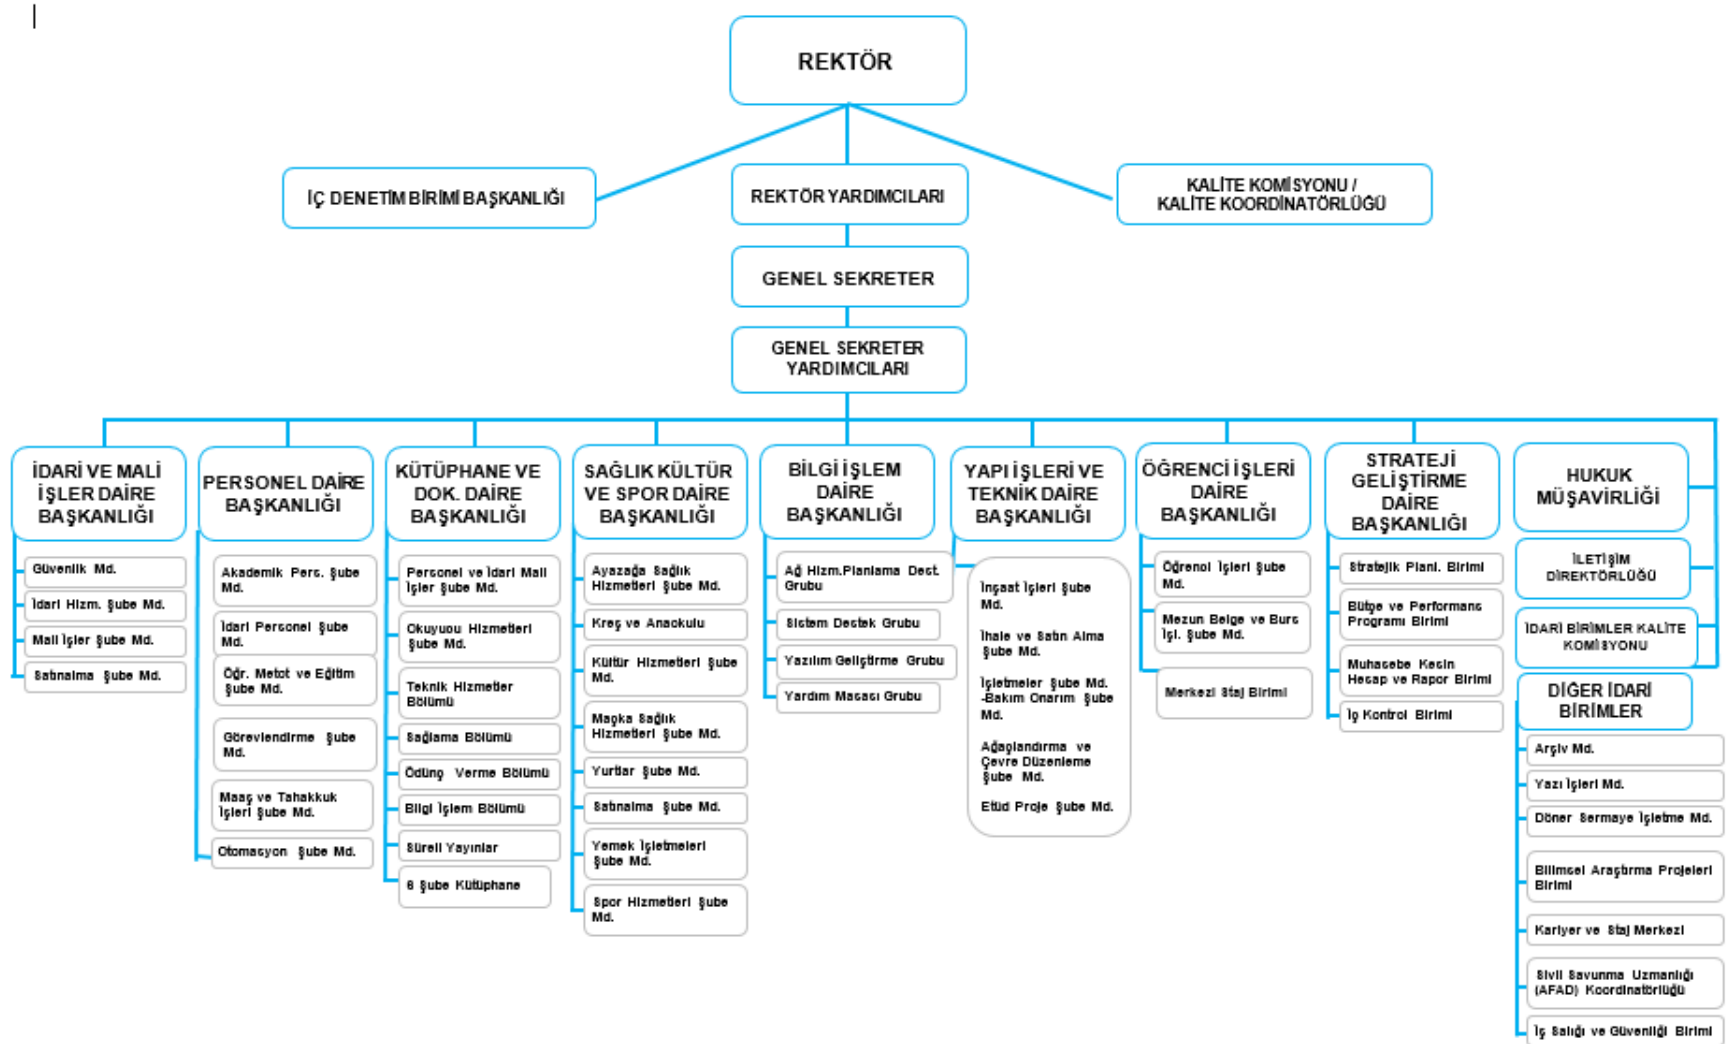 REKTÖR
İÇ DENETİM BİRİMİ BAŞKANLIĞI
REKTÖR YARDIMCILARI
KALİTE KOMİSYONU /
KALİTE KOORDİNATÖRLÜĞÜ
GENEL SEKRETER
GENEL SEKRETER
YARDIMCILARI
İDARİ VE MALİ
İŞLER DAİRE
BAŞKANLIĞI
Güvenlik Md.
İdari Hizm. Şube Md.
Mali İşler Şube Md.
Satınalma Şube Md.
PERSONEL DAİRE
BAŞKANLIĞI
Akademik Pers. Şube
Md.
İdari Personel Şube
Md.
Öğr. Metot ve Eğitim
Şube Md.
Görevlendirme Şube
Md.
Maaş ve Tahakkuk
İşleri Şube Md.
Otomasyon Şube Md.
KÜTÜPHANE VE
DOK. DAİRE
BAŞKANLIĞI
Personel ve İdari Mali
İşler Şube Md.
Okuyucu Hizmetleri
Şube Md.
Teknik Hizmetler
Bölümü
Sağlama Bölümü
Ödünç Verme Bölümü
Bilgi İşlem Bölümü
Süreli Yayınlar
6 Şube Kütüphane
SAĞLIK KÜLTÜR
VE SPOR DAİRE
BAŞKANLIĞI
Ayazağa Sağlık
Hizmetleri Şube Md.
Kreş ve Anaokulu
Kültür Hizmetleri Şube
Md.
Maçka Sağlık
Hizmetleri Şube Md.
Yurtlar Şube Md.
Satınalma Şube Md.
Yemek İşletmeleri
Şube Md.
Spor Hizmetleri Şube
Md.
BİLGİ İŞLEM
DAİRE
BAŞKANLIĞI
Ağ Hizm.Planlama Dest.
Grubu
Sistem Destek Grubu
Yazılım Geliştirme Grubu
Yardım Masası Grubu
YAPI İŞLERİ VE
TEKNİK DAİRE
BAŞKANLIĞI
İnşaat İşleri Şube
Md.
İhale ve Satın Alma
Şube Md.
İşletmeler Şube Md.
-Bakım Onarım Şube
Md.
Ağaçlandırma ve
Çevre Düzenleme
Şube Md.
Etüd Proje Şube Md.
ÖĞRENCİ İŞLERİ
DAİRE
BAŞKANLIĞI
Öğrenci İşleri Şube
Md.
Mezun Belge ve Burs
İşl. Şube Md.
Merkezi Staj Birimi
STRATEJİ
GELİŞTİRME
DAİRE
BAŞKANLIĞI
Stratejik Planl. Birimi
Bütçe ve Performans
Programı Birimi
Muhasebe Kesin
Hesap ve Rapor Birimi
İç Kontrol Birimi
HUKUK
MÜŞAVİRLİĞİ
İLETİŞİM
DİREKTÖRLÜĞÜ
İDARİ BİRİMLER KALİTE
KOMİSYONU
DİĞER İDARİ
BİRİMLER
Arşiv Md.
Yazı İşleri Md.
Döner Sermaye İşletme Md.
Bilimsel Araştırma Projeleri
Birimi
Kariyer ve Staj Merkezi
Sivil Savunma Uzmanlığı
(AFAD) Koordinatörlüğü
İş Salığı ve Güvenliği Birimi